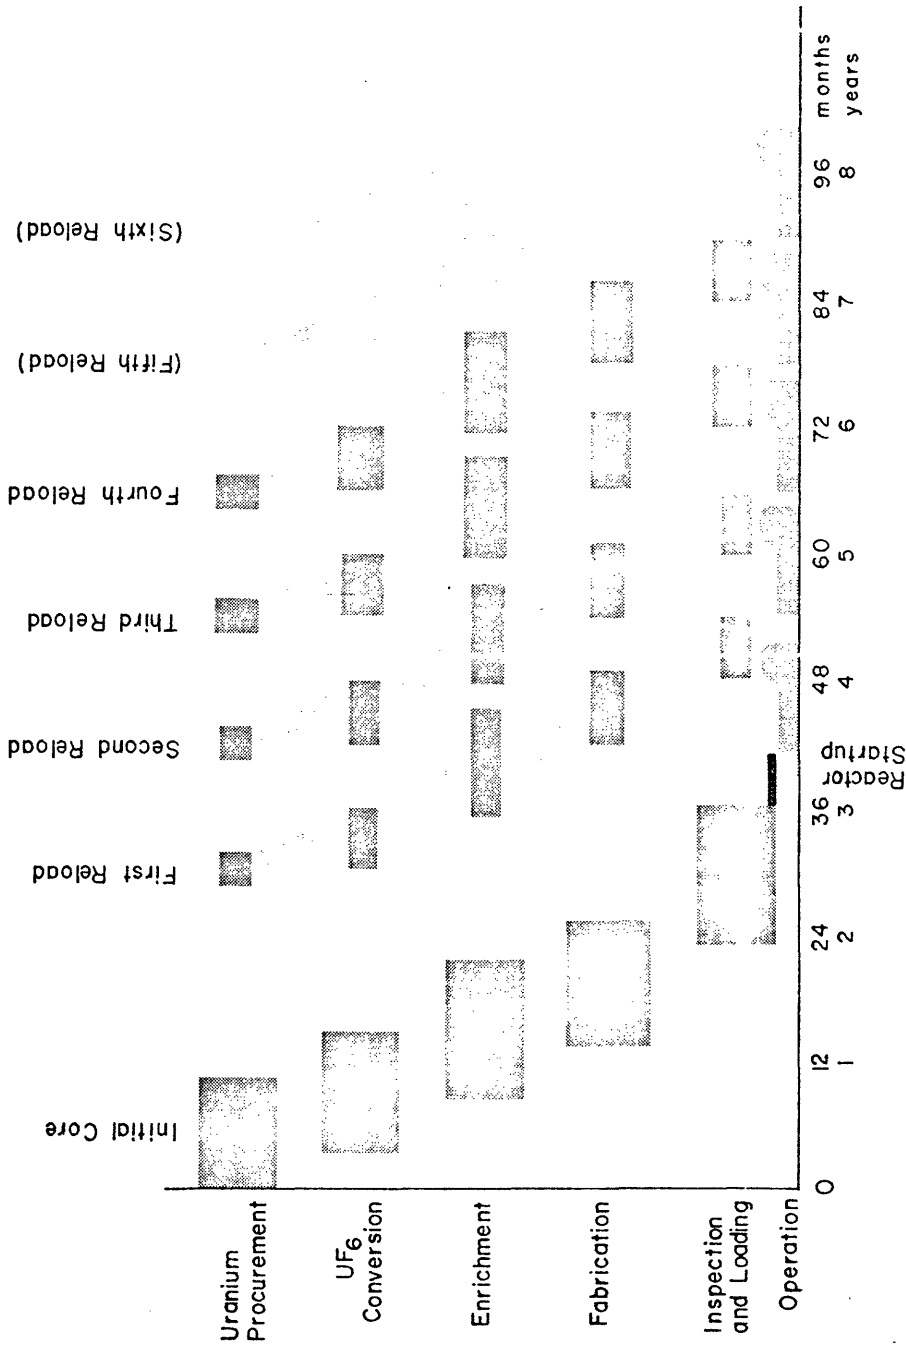 Initial Core
First Reload
Second Reload
Third Reload
Fourth Reload
(Fifth Reload)
(Sixth Reload)
Uranium
Procurement
UF6
Conversion
Enrichment
Fabrication
Inspection
and Loading
Operation
0 12 24 36 48 60 72 84 96 months
1 2 3 4 5 6 7 8 years
Reactor
Startup